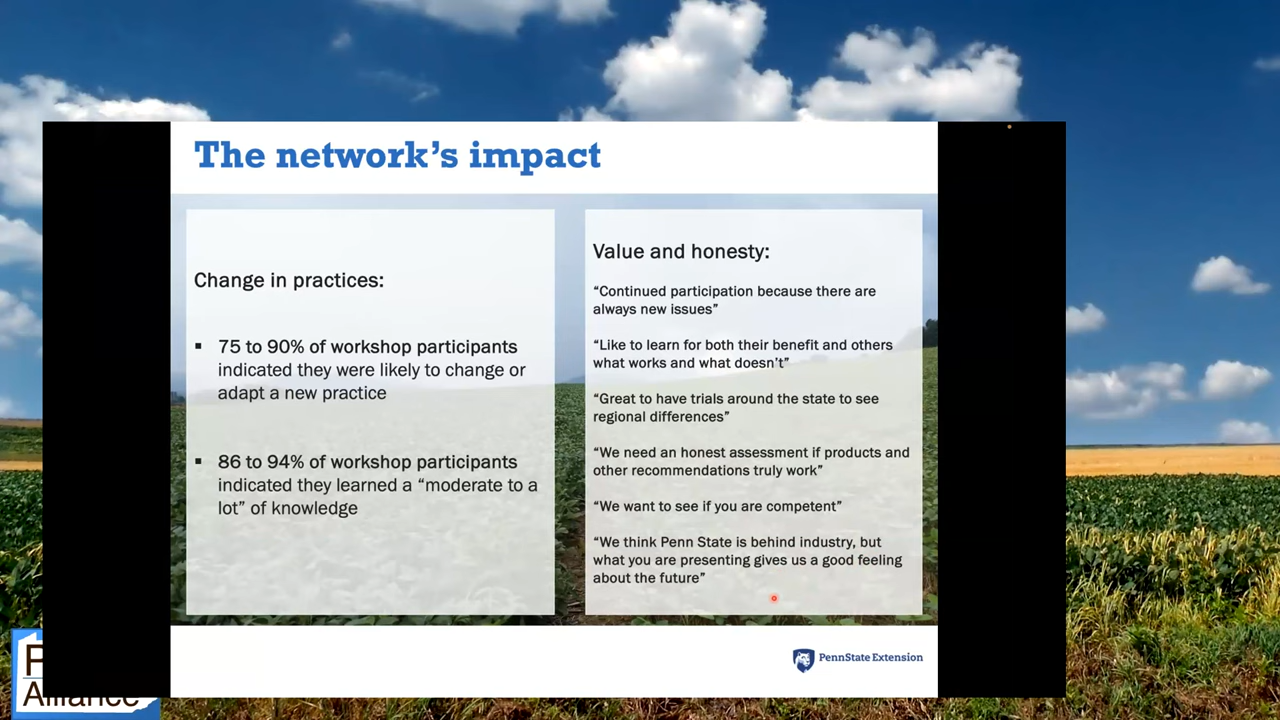 The network’s impact
Change in practices:
▪ 75 to 90% of workshop participants
indicated they were likely to change or
adapt a new practice
▪ 86 to 94% of workshop participants
indicated they learned a “moderate to a
lot” of knowledge
Value and honesty:
“Continued participation because there are
always new issues”
“Like to learn for both their benefit and others
what works and what doesn’t”
“Great to have trials around the state to see
regional differences”
“We need an honest assessment if products and
other recommendations truly work”
“We want to see if you are competent”
“We think Penn State is behind industry, but
what you are presenting gives us a good feeling
about the future”
PennState Extension
Alliance